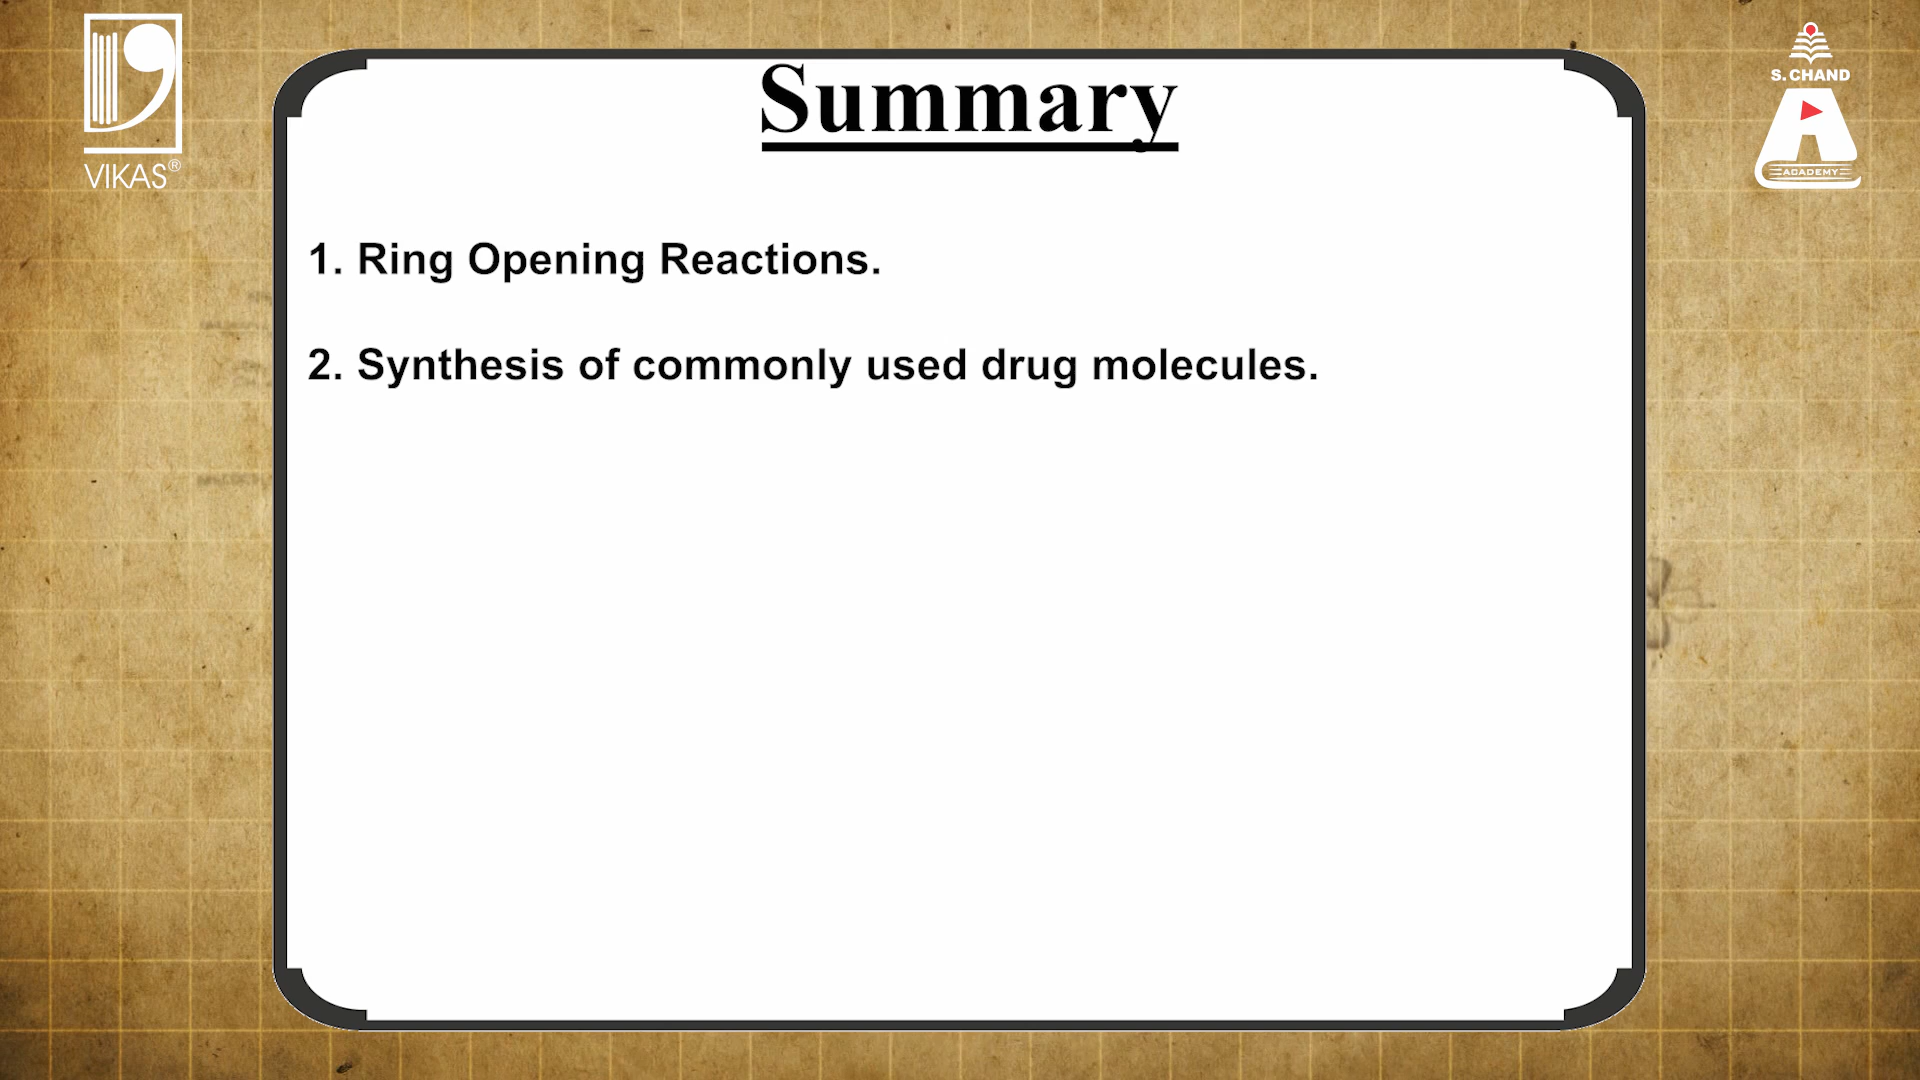 Summary
1. Ring Opening Reactions.
2. Synthesis of commonly used drug molecules.
VIKAS®
S. CHAND
ACADEMY